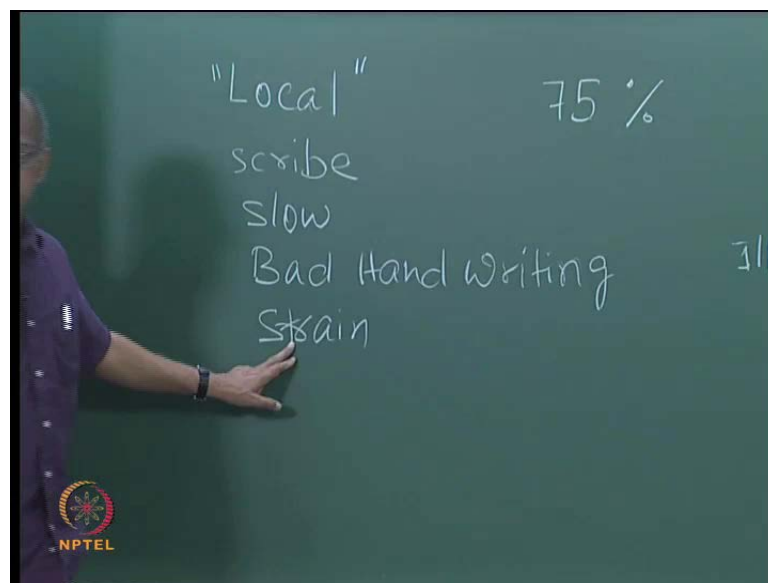 "Local" 75 %
scribe
slow
Bad Hand Writing
Strain
NPTEL